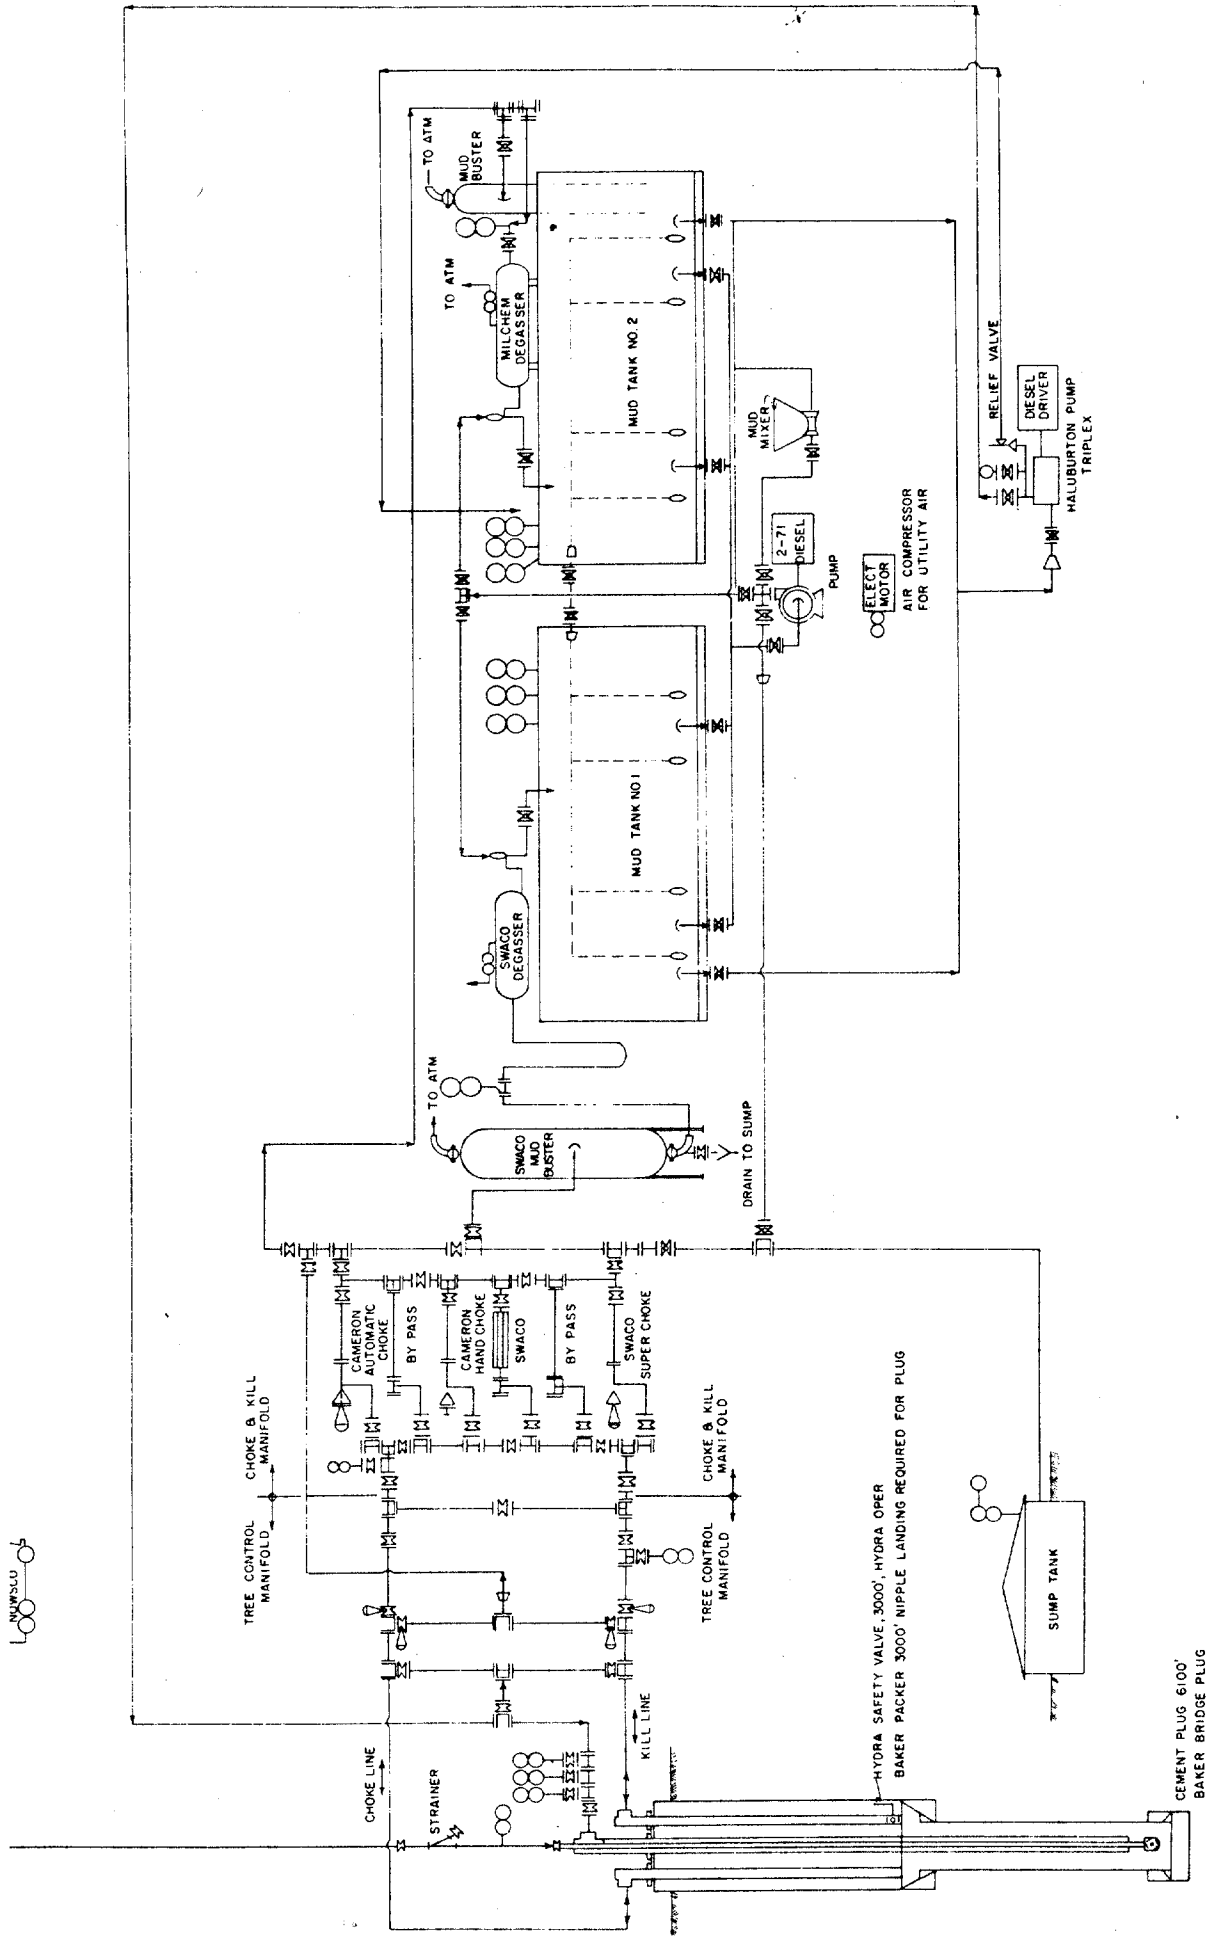 NOWSCO
TO ATM
MUD
BUSTER
TO ATM
MILCHEM
DEGASSER
MUD TANK NO. 2
RELIEF VALVE
DIESEL
DRIVER
HALUBURTON PUMP
TRIPLEX
MUD
MIXER
2-71
DIESEL
PUMP
ELECT
MOTOR
AIR COMPRESSOR
FOR UTILITY AIR
SWACO
DEGASSER
MUD TANK NO 1
TO ATM
SWACO
MUD
BUSTER
DRAIN TO SUMP
CAMERON
AUTOMATIC
CHOKE
BY PASS
CAMERON
HAND CHOKE
SWACO
BY PASS
SWACO
SUPER CHOKE
CHOKE & KILL
MANIFOLD
TREE CONTROL
MANIFOLD
CHOKE & KILL
MANIFOLD
TREE CONTROL
MANIFOLD
CHOKE LINE
STRAINER
KILL LINE
HYDRA SAFETY VALVE, 3000', HYDRA OPER
BAKER PACKER 3000' NIPPLE LANDING REQUIRED FOR PLUG
SUMP TANK
CEMENT PLUG 6100'
BAKER BRIDGE PLUG